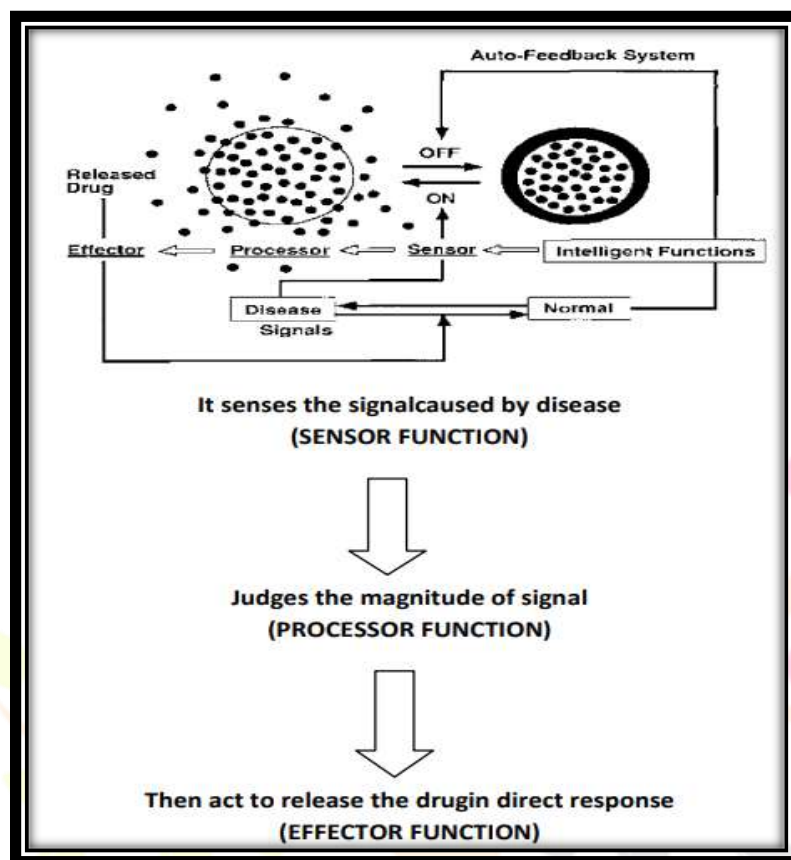 Auto-Feedback System
OFF
Released
Drug
ON
Effector Processor Sensor Intelligent Functions
Disease Normal
Signals
It senses the signalcaused by disease
(SENSOR FUNCTION)
Judges the magnitude of signal
(PROCESSOR FUNCTION)
Then act to release the drugin direct response
(EFFECTOR FUNCTION)